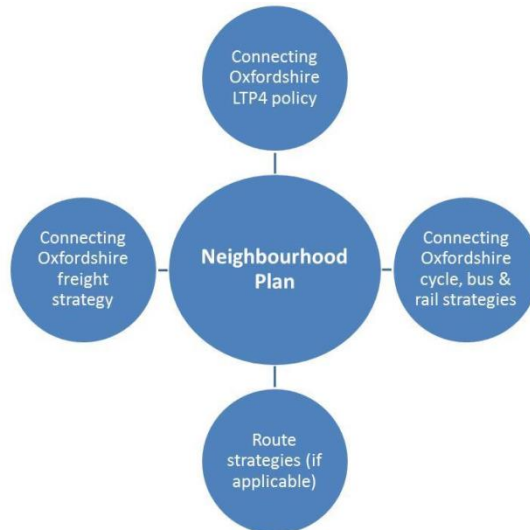 Connecting
Oxfordshire
LTP4 policy
Connecting
Oxfordshire
freight
strategy
Neighbourhood
Plan
Connecting
Oxfordshire
cycle, bus &
rail strategies
Route
strategies (if
applicable)